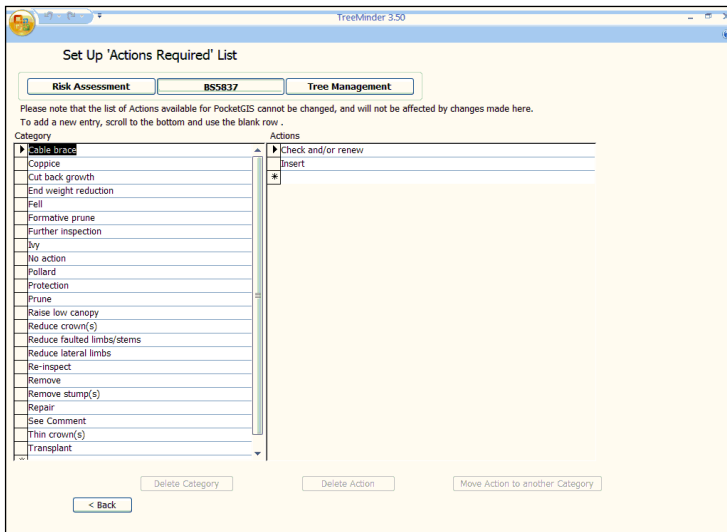 TreeMinder 3.50
Set Up 'Actions Required' List
Risk Assessment BS5837 Tree Management
Please note that the list of Actions available for PocketGIS cannot be changed, and will not be affected by changes made here.
To add a new entry, scroll to the bottom and use the blank row .
Category Actions
Cable brace Check and/or renew
Coppice Insert
Cut back growth
End weight reduction
Fell
Formative prune
Further inspection
Ivy
No action
Pollard
Protection
Prune
Raise low canopy
Reduce crown(s)
Reduce faulted limbs/stems
Reduce lateral limbs
Re-inspect
Remove
Remove stump(s)
Repair
See Comment
Thin crown(s)
Transplant
Delete Category Delete Action Move Action to another Category
< Back